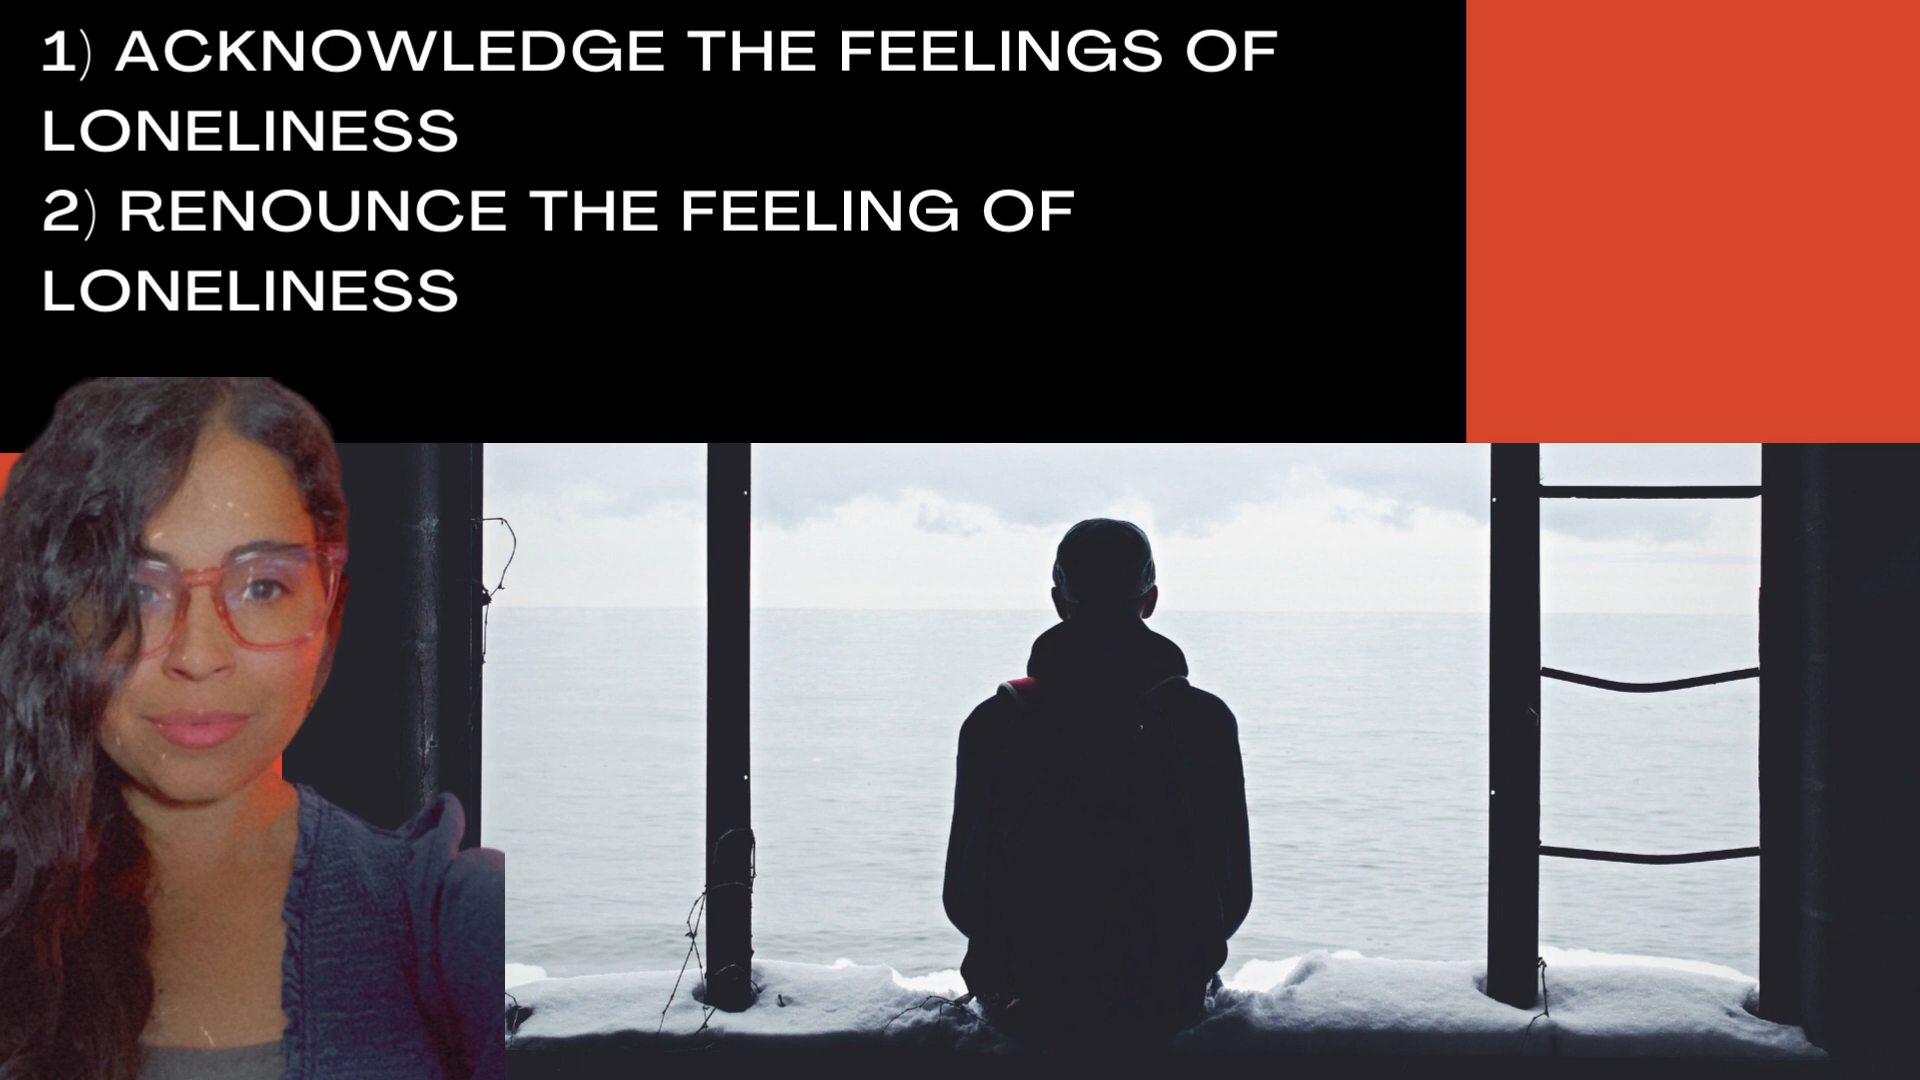 1) ACKNOWLEDGE THE FEELINGS OF
LONELINESS
2) RENOUNCE THE FEELING OF
LONELINESS